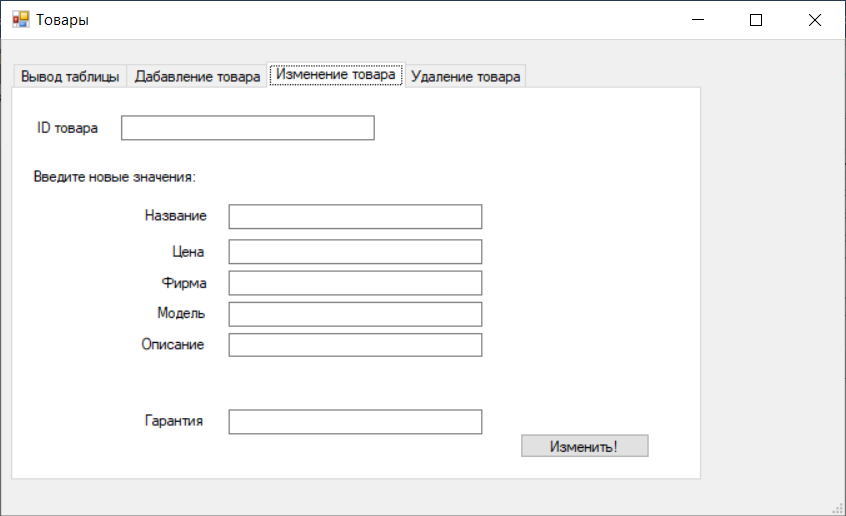 Товары
Вывод таблицы Дабавление товара Изменение товара Удаление товара
ID товара
Введите новые значения:
Название
Цена
Фирма
Модель
Описание
Гарантия
Изменить!